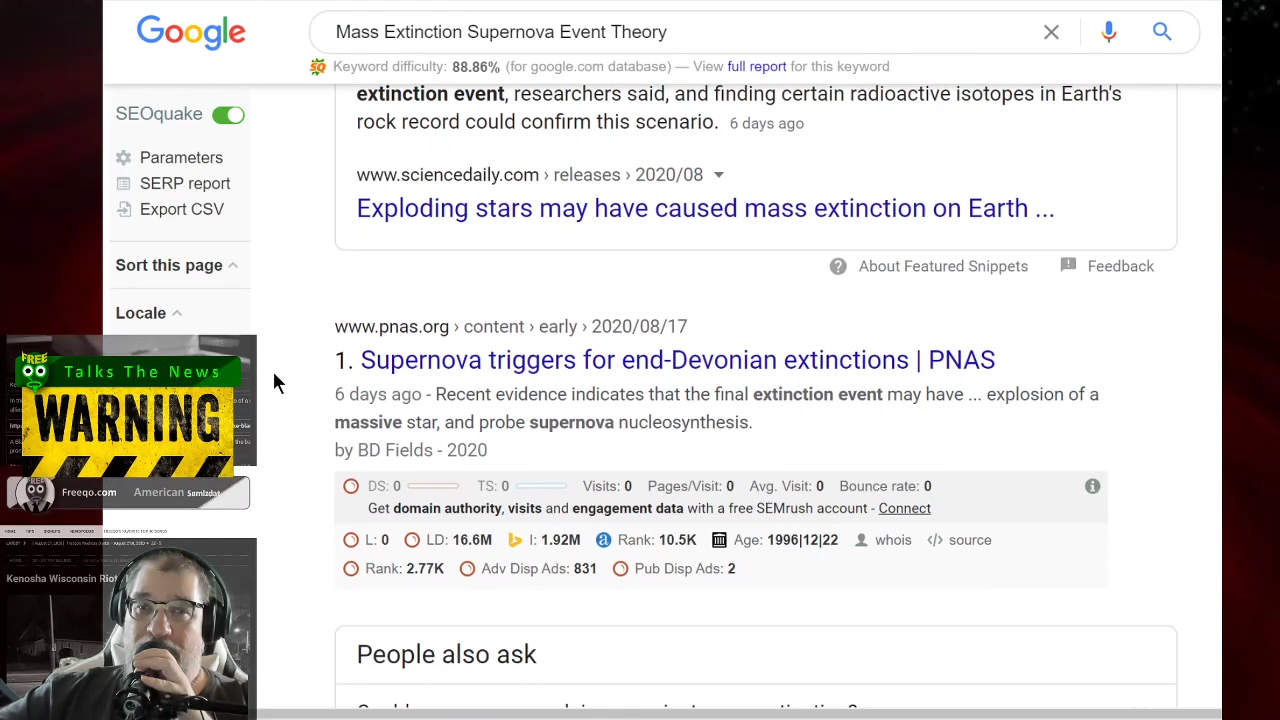 Google
Mass Extinction Supernova Event Theory
Keyword difficulty: 88.86% (for google.com database) — View full report for this keyword
SEOquake
Parameters
SERP report
Export CSV
Sort this page
Locale
extinction event, researchers said, and finding certain radioactive isotopes in Earth's
rock record could confirm this scenario. 6 days ago
www.sciencedaily.com › releases › 2020/08
Exploding stars may have caused mass extinction on Earth ...
About Featured Snippets
Feedback
www.pnas.org › content › early › 2020/08/17
1. Supernova triggers for end-Devonian extinctions | PNAS
6 days ago - Recent evidence indicates that the final extinction event may have ... explosion of a
massive star, and probe supernova nucleosynthesis.
by BD Fields - 2020
DS: 0 TS: 0 Visits: 0 Pages/Visit: 0 Avg. Visit: 0 Bounce rate: 0
Get domain authority, visits and engagement data with a free SEMrush account - Connect
L: 0 LD: 16.6M I: 1.92M Rank: 10.5K Age: 1996|12|22 whois source
Rank: 2.77K Adv Disp Ads: 831 Pub Disp Ads: 2
People also ask
FREE
Talks The News
WARNING
FREE
Freeqo.com American Samizdat
Kenosha Wisconsin Riot